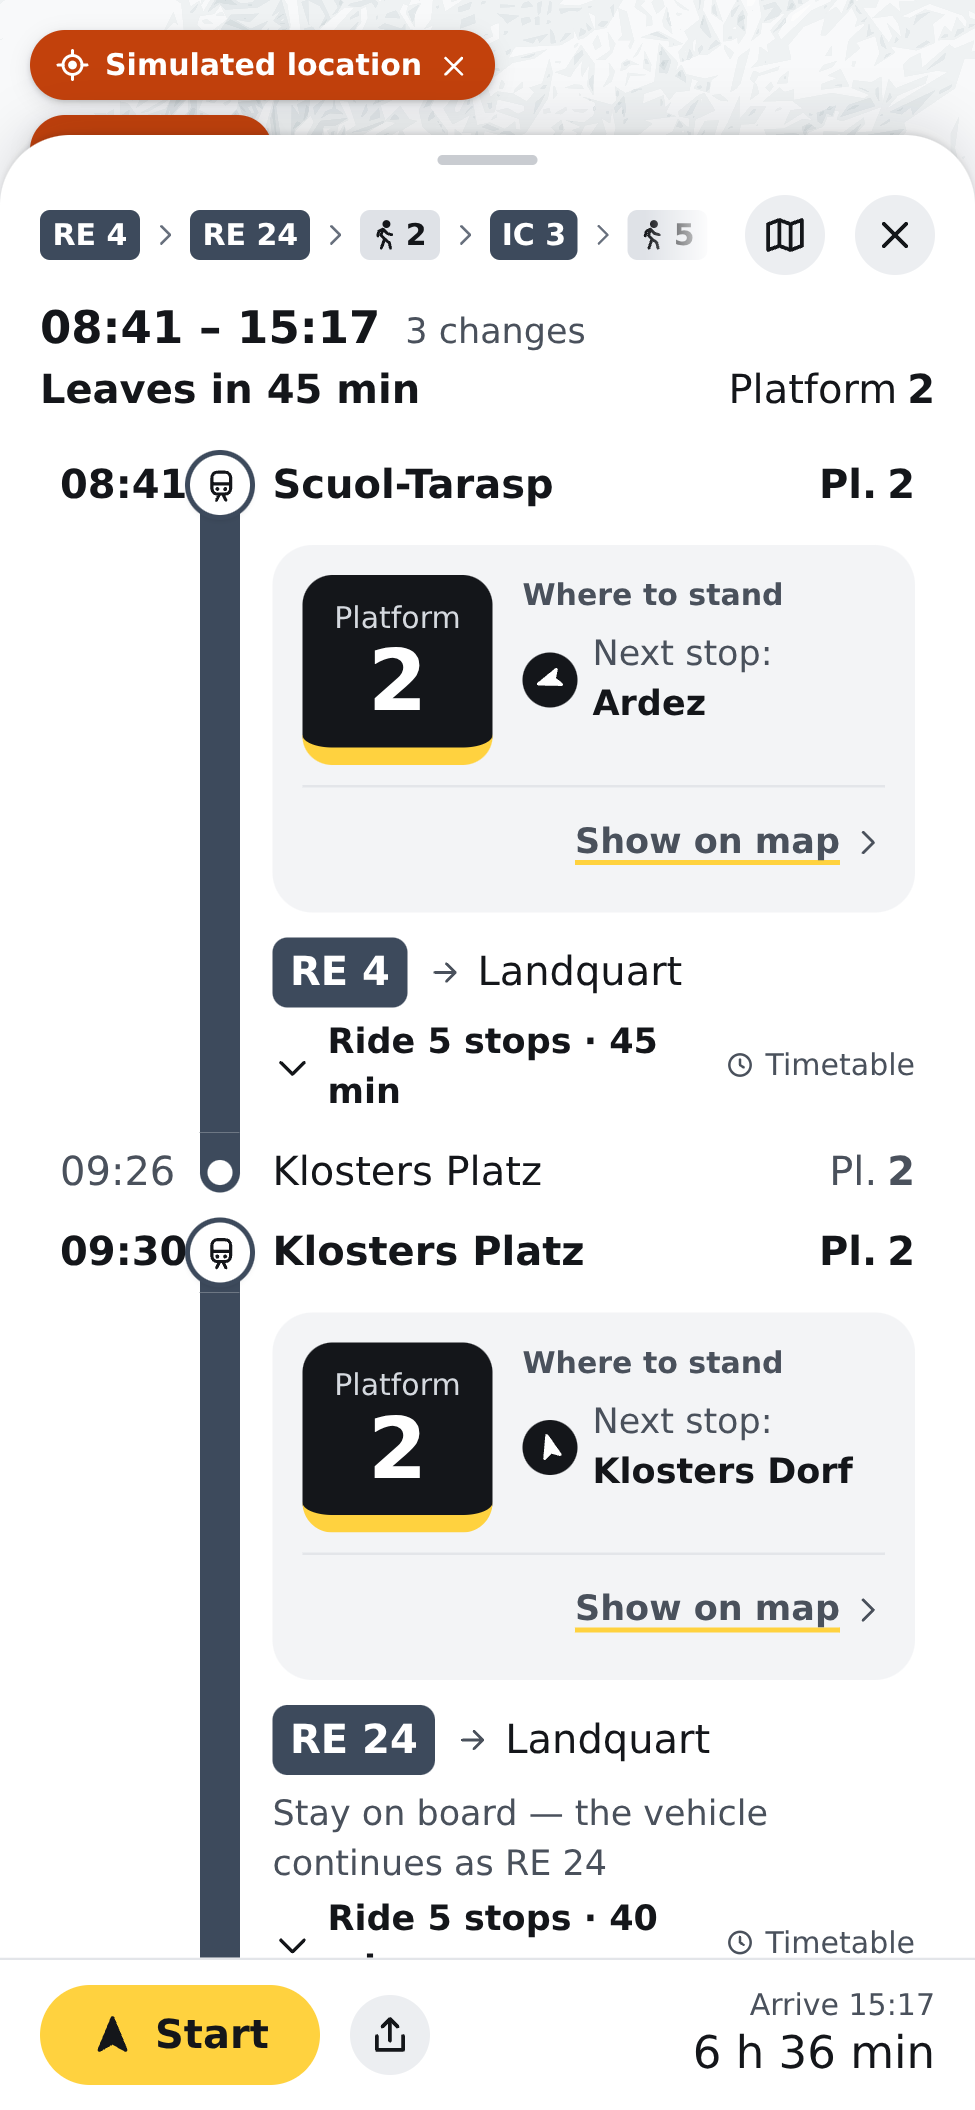 Simulated location
RE 4 RE 24 2 IC 3 5
08:41 – 15:17 3 changes
Leaves in 45 min Platform 2
08:41 Scuol-Tarasp Pl. 2
Platform
2
Where to stand
Next stop:
Ardez
Show on map
RE 4 → Landquart
Ride 5 stops · 45
min
Timetable
09:26 Klosters Platz Pl. 2
09:30 Klosters Platz Pl. 2
Platform
2
Where to stand
Next stop:
Klosters Dorf
Show on map
RE 24 → Landquart
Stay on board — the vehicle
continues as RE 24
Ride 5 stops · 40
Timetable
Start
Arrive 15:17
6 h 36 min